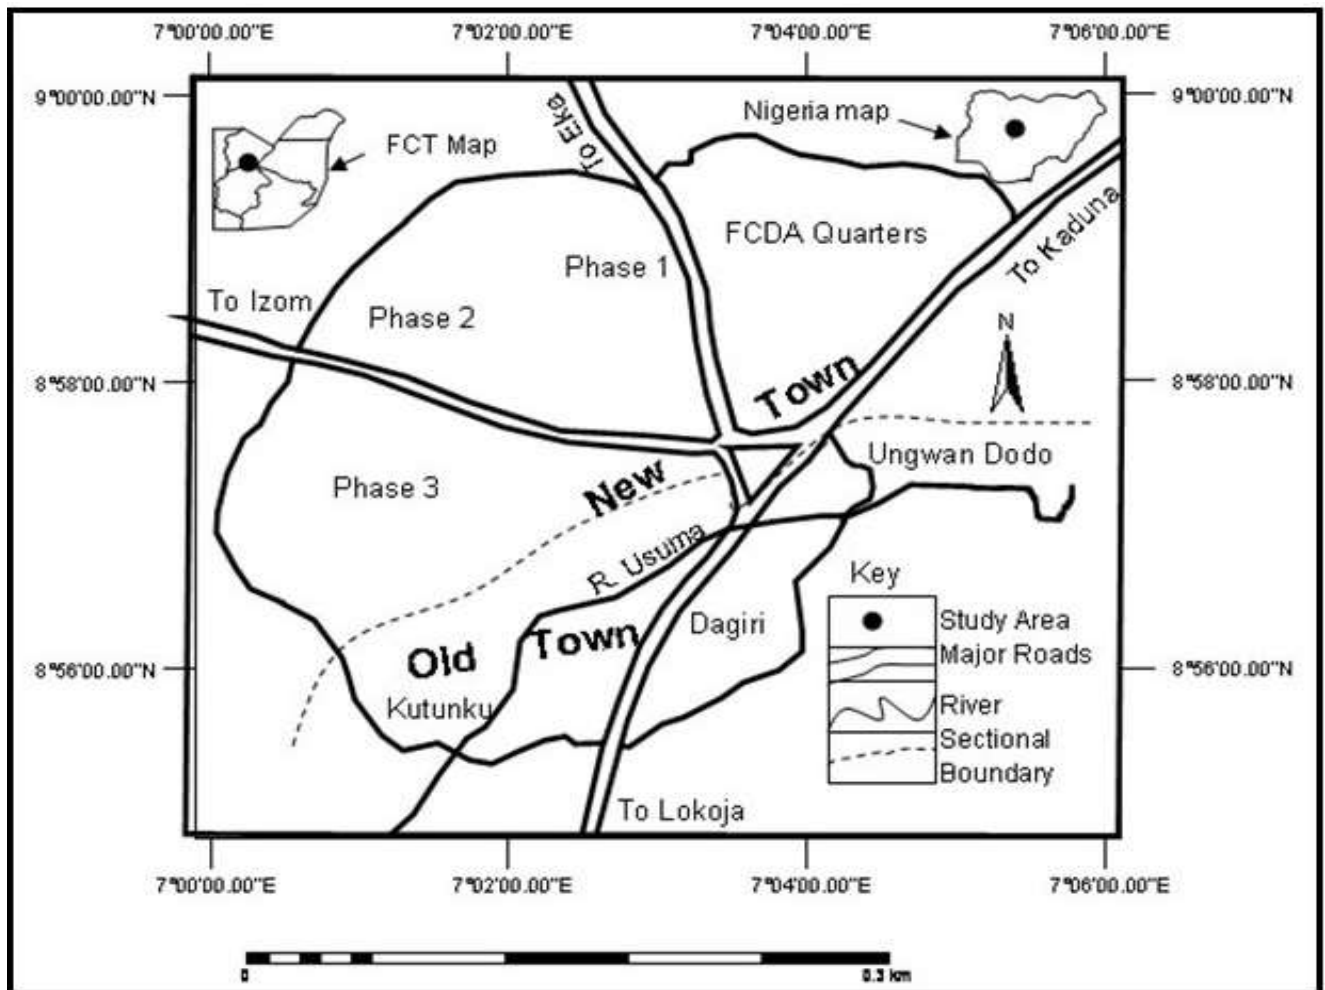 7°00'00.00"E 7°02'00.00"E 7°04'00.00"E 7°06'00.00"E
9°00'00.00"N 9°00'00.00"N
To Eke
Nigeria map
FCT Map
FCDA Quarters
To Kaduna
Phase 1
To Izom
Phase 2
N
8°58'00.00"N 8°58'00.00"N
Town
Ungwan Dodo
New
Phase 3
R. Usuma
Key
Study Area
Major Roads
River
Sectional
Boundary
Dagiri
Old Town
8°56'00.00"N 8°56'00.00"N
Kutunku
To Lokoja
7°00'00.00"E 7°02'00.00"E 7°04'00.00"E 7°06'00.00"E
0 0.3 km